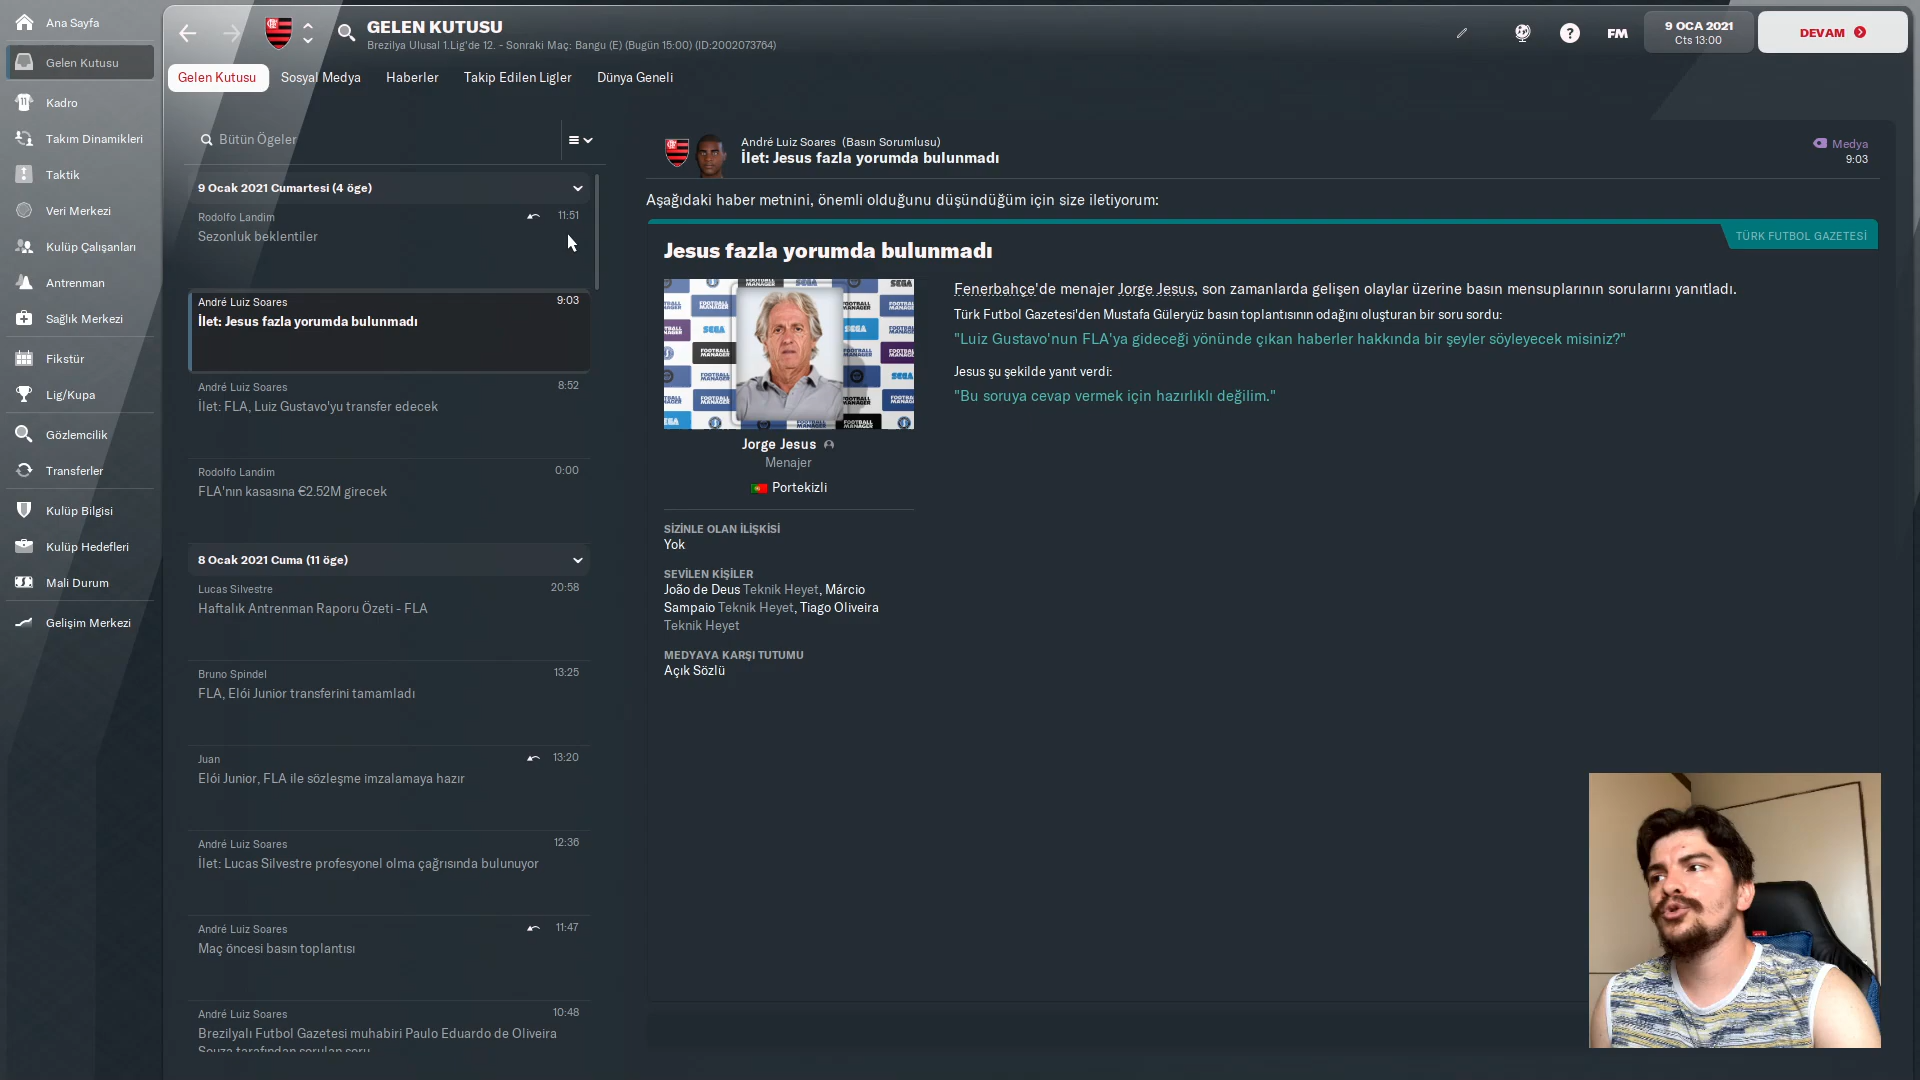 Ana Sayfa
Gelen Kutusu
Kadro
Takım Dinamikleri
Taktik
Veri Merkezi
Kulüp Çalışanları
Antrenman
Sağlık Merkezi
Fikstür
Lig/Kupa
Gözlemcilik
Transferler
Kulüp Bilgisi
Kulüp Hedefleri
Mali Durum
Gelişim Merkezi
GELEN KUTUSU
Brezilya Ulusal 1.Lig'de 12. - Sonraki Maç: Bangu (E) (Bugün 15:00) (ID:2002073764)
FM
9 OCA 2021
Cts 13:00
DEVAM
Gelen Kutusu Sosyal Medya Haberler Takip Edilen Ligler Dünya Geneli
Bütün Ögeler
9 Ocak 2021 Cumartesi (4 öge)
Rodolfo Landim 11:51
Sezonluk beklentiler
André Luiz Soares 9:03
İlet: Jesus fazla yorumda bulunmadı
André Luiz Soares 8:52
İlet: FLA, Luiz Gustavo'yu transfer edecek
Rodolfo Landim 0:00
FLA'nın kasasına €2.52M girecek
8 Ocak 2021 Cuma (11 öge)
Lucas Silvestre 20:58
Haftalık Antrenman Raporu Özeti - FLA
Bruno Spindel 13:25
FLA, Elói Junior transferini tamamladı
Juan 13:20
Elói Junior, FLA ile sözleşme imzalamaya hazır
André Luiz Soares 12:36
İlet: Lucas Silvestre profesyonel olma çağrısında bulunuyor
André Luiz Soares 11:47
Maç öncesi basın toplantısı
André Luiz Soares 10:48
Brezilyalı Futbol Gazetesi muhabiri Paulo Eduardo de Oliveira
Souza tarafından sorulan soru
André Luiz Soares (Basın Sorumlusu)
İlet: Jesus fazla yorumda bulunmadı
Medya
9:03
Aşağıdaki haber metnini, önemli olduğunu düşündüğüm için size iletiyorum:
TÜRK FUTBOL GAZETESİ
Jesus fazla yorumda bulunmadı
FOOTBALL MANAGER
SEGA
Fenerbahçe'de menajer Jorge Jesus, son zamanlarda gelişen olaylar üzerine basın mensuplarının sorularını yanıtladı.
Türk Futbol Gazetesi'den Mustafa Güleryüz basın toplantısının odağını oluşturan bir soru sordu:
"Luiz Gustavo'nun FLA'ya gideceği yönünde çıkan haberler hakkında bir şeyler söyleyecek misiniz?"
Jesus şu şekilde yanıt verdi:
"Bu soruya cevap vermek için hazırlıklı değilim."
Jorge Jesus
Menajer
Portekizli
SİZİNLE OLAN İLİŞKİSİ
Yok
SEVİLEN KİŞİLER
João de Deus Teknik Heyet, Márcio
Sampaio Teknik Heyet, Tiago Oliveira
Teknik Heyet
MEDYAYA KARŞI TUTUMU
Açık Sözlü